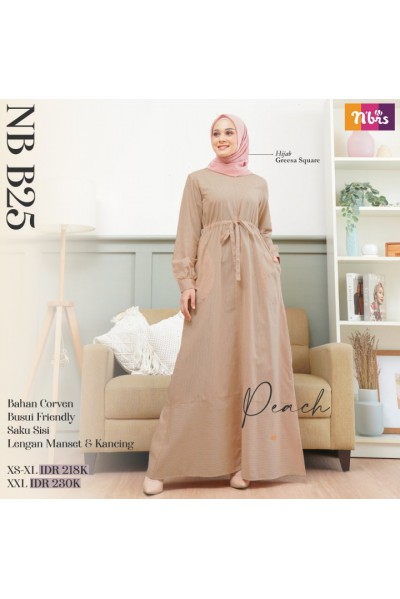 Nbrs
Hijab
Geresa Square
NB B25
Peach
Bahan Corven
Busui Friendly
Saku Sisi
Lengan Manset & Kancing
XS-XL IDR 218K
XXL IDR 230K